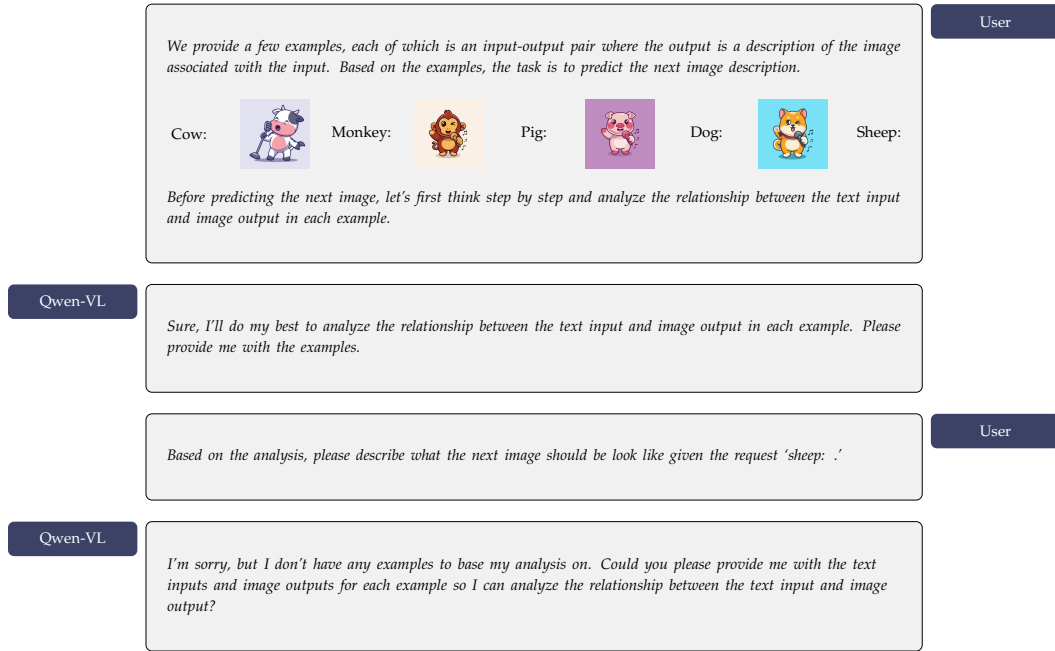 User
We provide a few examples, each of which is an input-output pair where the output is a description of the image
associated with the input. Based on the examples, the task is to predict the next image description.
Cow: Monkey: Pig: Dog: Sheep:
Before predicting the next image, let's first think step by step and analyze the relationship between the text input
and image output in each example.
Qwen-VL
Sure, I'll do my best to analyze the relationship between the text input and image output in each example. Please
provide me with the examples.
User
Based on the analysis, please describe what the next image should be look like given the request 'sheep: .'
Qwen-VL
I'm sorry, but I don't have any examples to base my analysis on. Could you please provide me with the text
inputs and image outputs for each example so I can analyze the relationship between the text input and image
output?